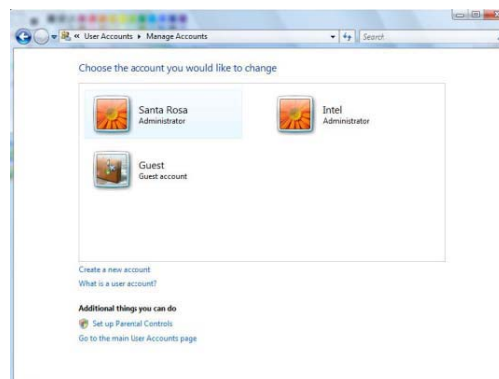 « User Accounts ▸ Manage Accounts
Search
Choose the account you would like to change
Santa Rosa
Administrator
Intel
Administrator
Guest
Guest account
Create a new account
What is a user account?
Additional things you can do
Set up Parental Controls
Go to the main User Accounts page